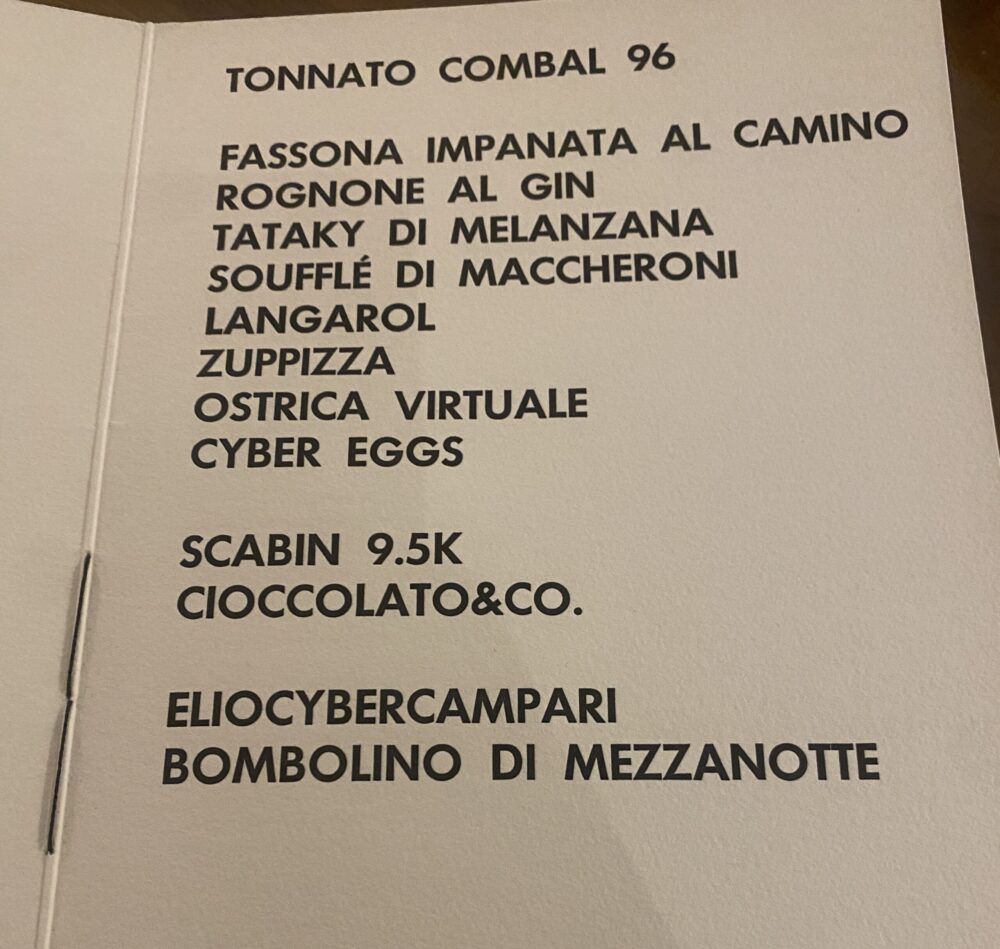 TONNATO COMBAL 96
FASSONA IMPANATA AL CAMINO
ROGNONE AL GIN
TATAKY DI MELANZANA
SOUFFLÉ DI MACCHERONI
LANGAROL
ZUPPIZZA
OSTRICA VIRTUALE
CYBER EGGS
SCABIN 9.5K
CIOCCOLATO&CO.
ELIOCYBERCAMPARI
BOMBOLINO DI MEZZANOTTE